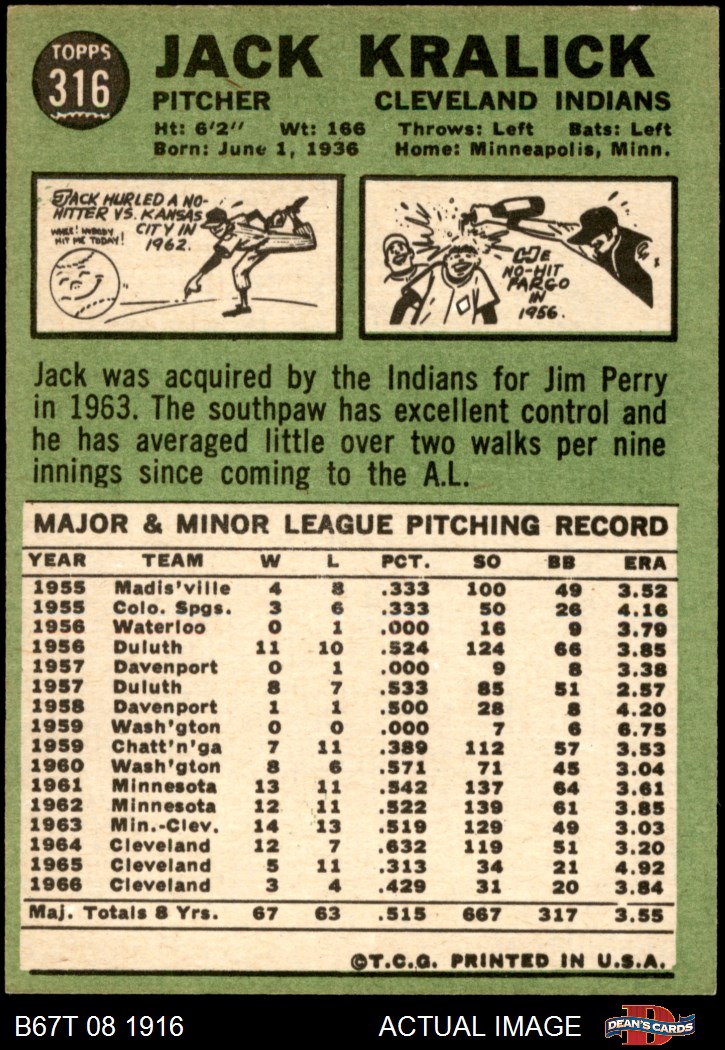 TOPPS
316
JACK KRALICK
PITCHER CLEVELAND INDIANS
Ht: 6'2" Wt: 166 Throws: Left Bats: Left
Born: June 1, 1936 Home: Minneapolis, Minn.
JACK HURLED A NO-
HITTER VS. KANSAS
CITY IN
1962.
WHEE! NOBODY
HIT ME TODAY!
HE
NO-HIT
FARGO
IN
1956.
Jack was acquired by the Indians for Jim Perry
in 1963. The southpaw has excellent control and
he has averaged little over two walks per nine
innings since coming to the A.L.
MAJOR & MINOR LEAGUE PITCHING RECORD
YEAR TEAM W L PCT. SO BB ERA
1955 Madis'ville 4 8 .333 100 49 3.52
1955 Colo. Spgs. 3 6 .333 50 26 4.16
1956 Waterloo 0 1 .000 16 9 3.79
1956 Duluth 11 10 .524 124 66 3.85
1957 Davenport 0 1 .000 9 8 3.38
1957 Duluth 8 7 .533 85 51 2.57
1958 Davenport 1 1 .500 28 8 4.20
1959 Wash'gton 0 0 .000 7 6 6.75
1959 Chatt'n'ga 7 11 .389 112 57 3.53
1960 Wash'gton 8 6 .571 71 45 3.04
1961 Minnesota 13 11 .542 137 64 3.61
1962 Minnesota 12 11 .522 139 61 3.85
1963 Min.-Clev. 14 13 .519 129 49 3.03
1964 Cleveland 12 7 .632 119 51 3.20
1965 Cleveland 5 11 .313 34 21 4.92
1966 Cleveland 3 4 .429 31 20 3.84
Maj. Totals 8 Yrs. 67 63 .515 667 317 3.55
©T.C.G. PRINTED IN U.S.A.
B67T 08 1916 ACTUAL IMAGE
D
DEAN'S CARDS